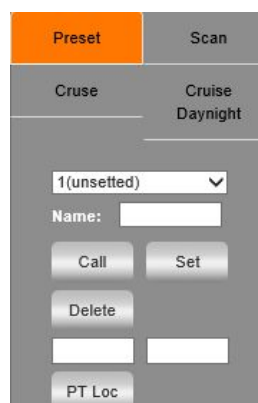 Preset Scan
Cruse Cruise
Daynight
1(unsetted)
Name:
Call Set
Delete
PT Loc